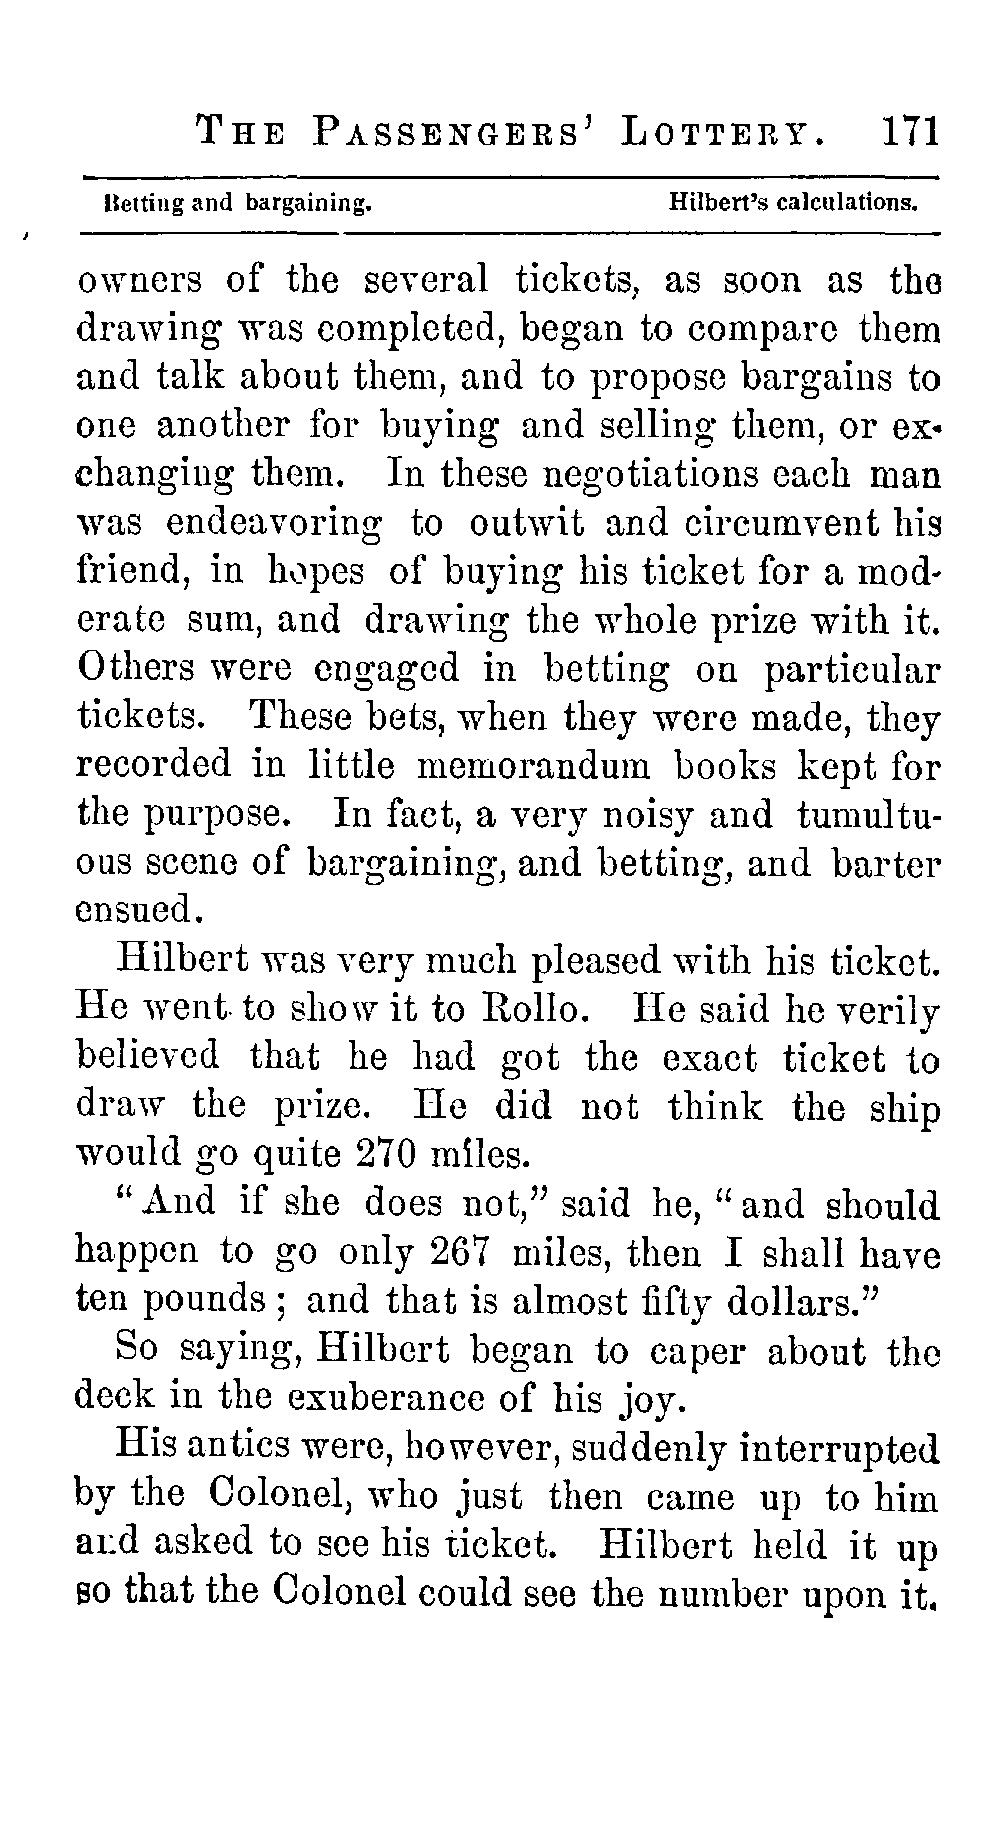 THE PASSENGERS' LOTTERY. 171
Betting and bargaining. Hilbert's calculations.
owners of the several tickets, as soon as the
drawing was completed, began to compare them
and talk about them, and to propose bargains to
one another for buying and selling them, or ex-
changing them. In these negotiations each man
was endeavoring to outwit and circumvent his
friend, in hopes of buying his ticket for a mod-
erate sum, and drawing the whole prize with it.
Others were engaged in betting on particular
tickets. These bets, when they were made, they
recorded in little memorandum books kept for
the purpose. In fact, a very noisy and tumultu-
ous scene of bargaining, and betting, and barter
ensued.
Hilbert was very much pleased with his ticket.
He went to show it to Rollo. He said he verily
believed that he had got the exact ticket to
draw the prize. He did not think the ship
would go quite 270 miles.
“And if she does not,” said he, “and should
happen to go only 267 miles, then I shall have
ten pounds; and that is almost fifty dollars.”
So saying, Hilbert began to caper about the
deck in the exuberance of his joy.
His antics were, however, suddenly interrupted
by the Colonel, who just then came up to him
and asked to see his ticket. Hilbert held it up
so that the Colonel could see the number upon it.